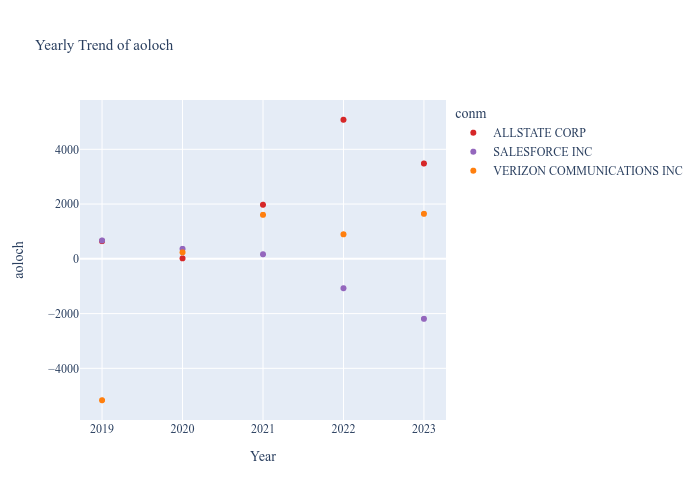 Yearly Trend of aoloch
conm
ALLSTATE CORP
SALESFORCE INC
VERIZON COMMUNICATIONS INC
4000
2000
0
−2000
−4000
aoloch
2019
2020
2021
2022
2023
Year